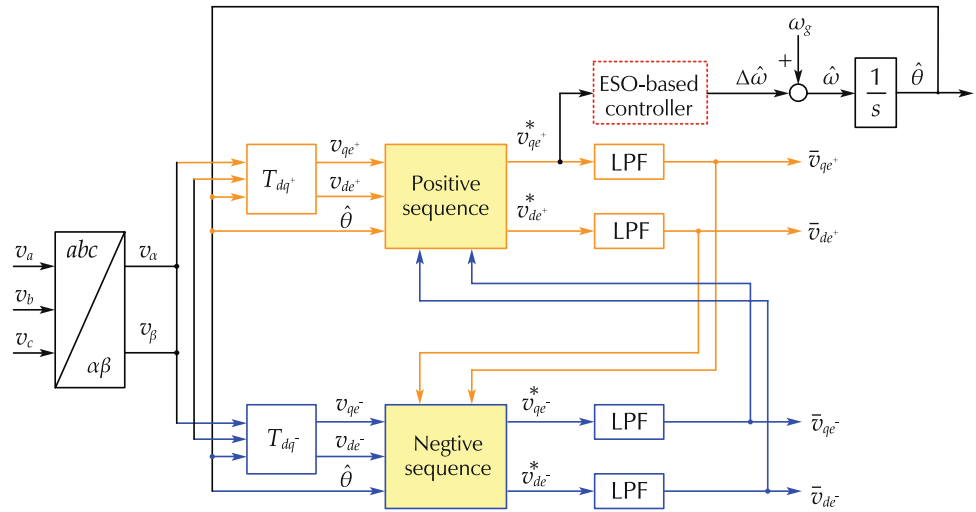 ω_g
+
ESO-based
controller
Δω̂
ω̂
1
s
θ̂
v*_qe⁺
v_qe⁺
LPF
v̄_qe⁺
T_dq⁺
Positive
sequence
v_de⁺
v*_de⁺
LPF
v̄_de⁺
θ̂
abc
v_a
v_α
v_b
v_β
v_c
αβ
v_qe⁻
v*_qe⁻
LPF
v̄_qe⁻
T_dq⁻
Negtive
sequence
v_de⁻
v*_de⁻
LPF
v̄_de⁻
θ̂